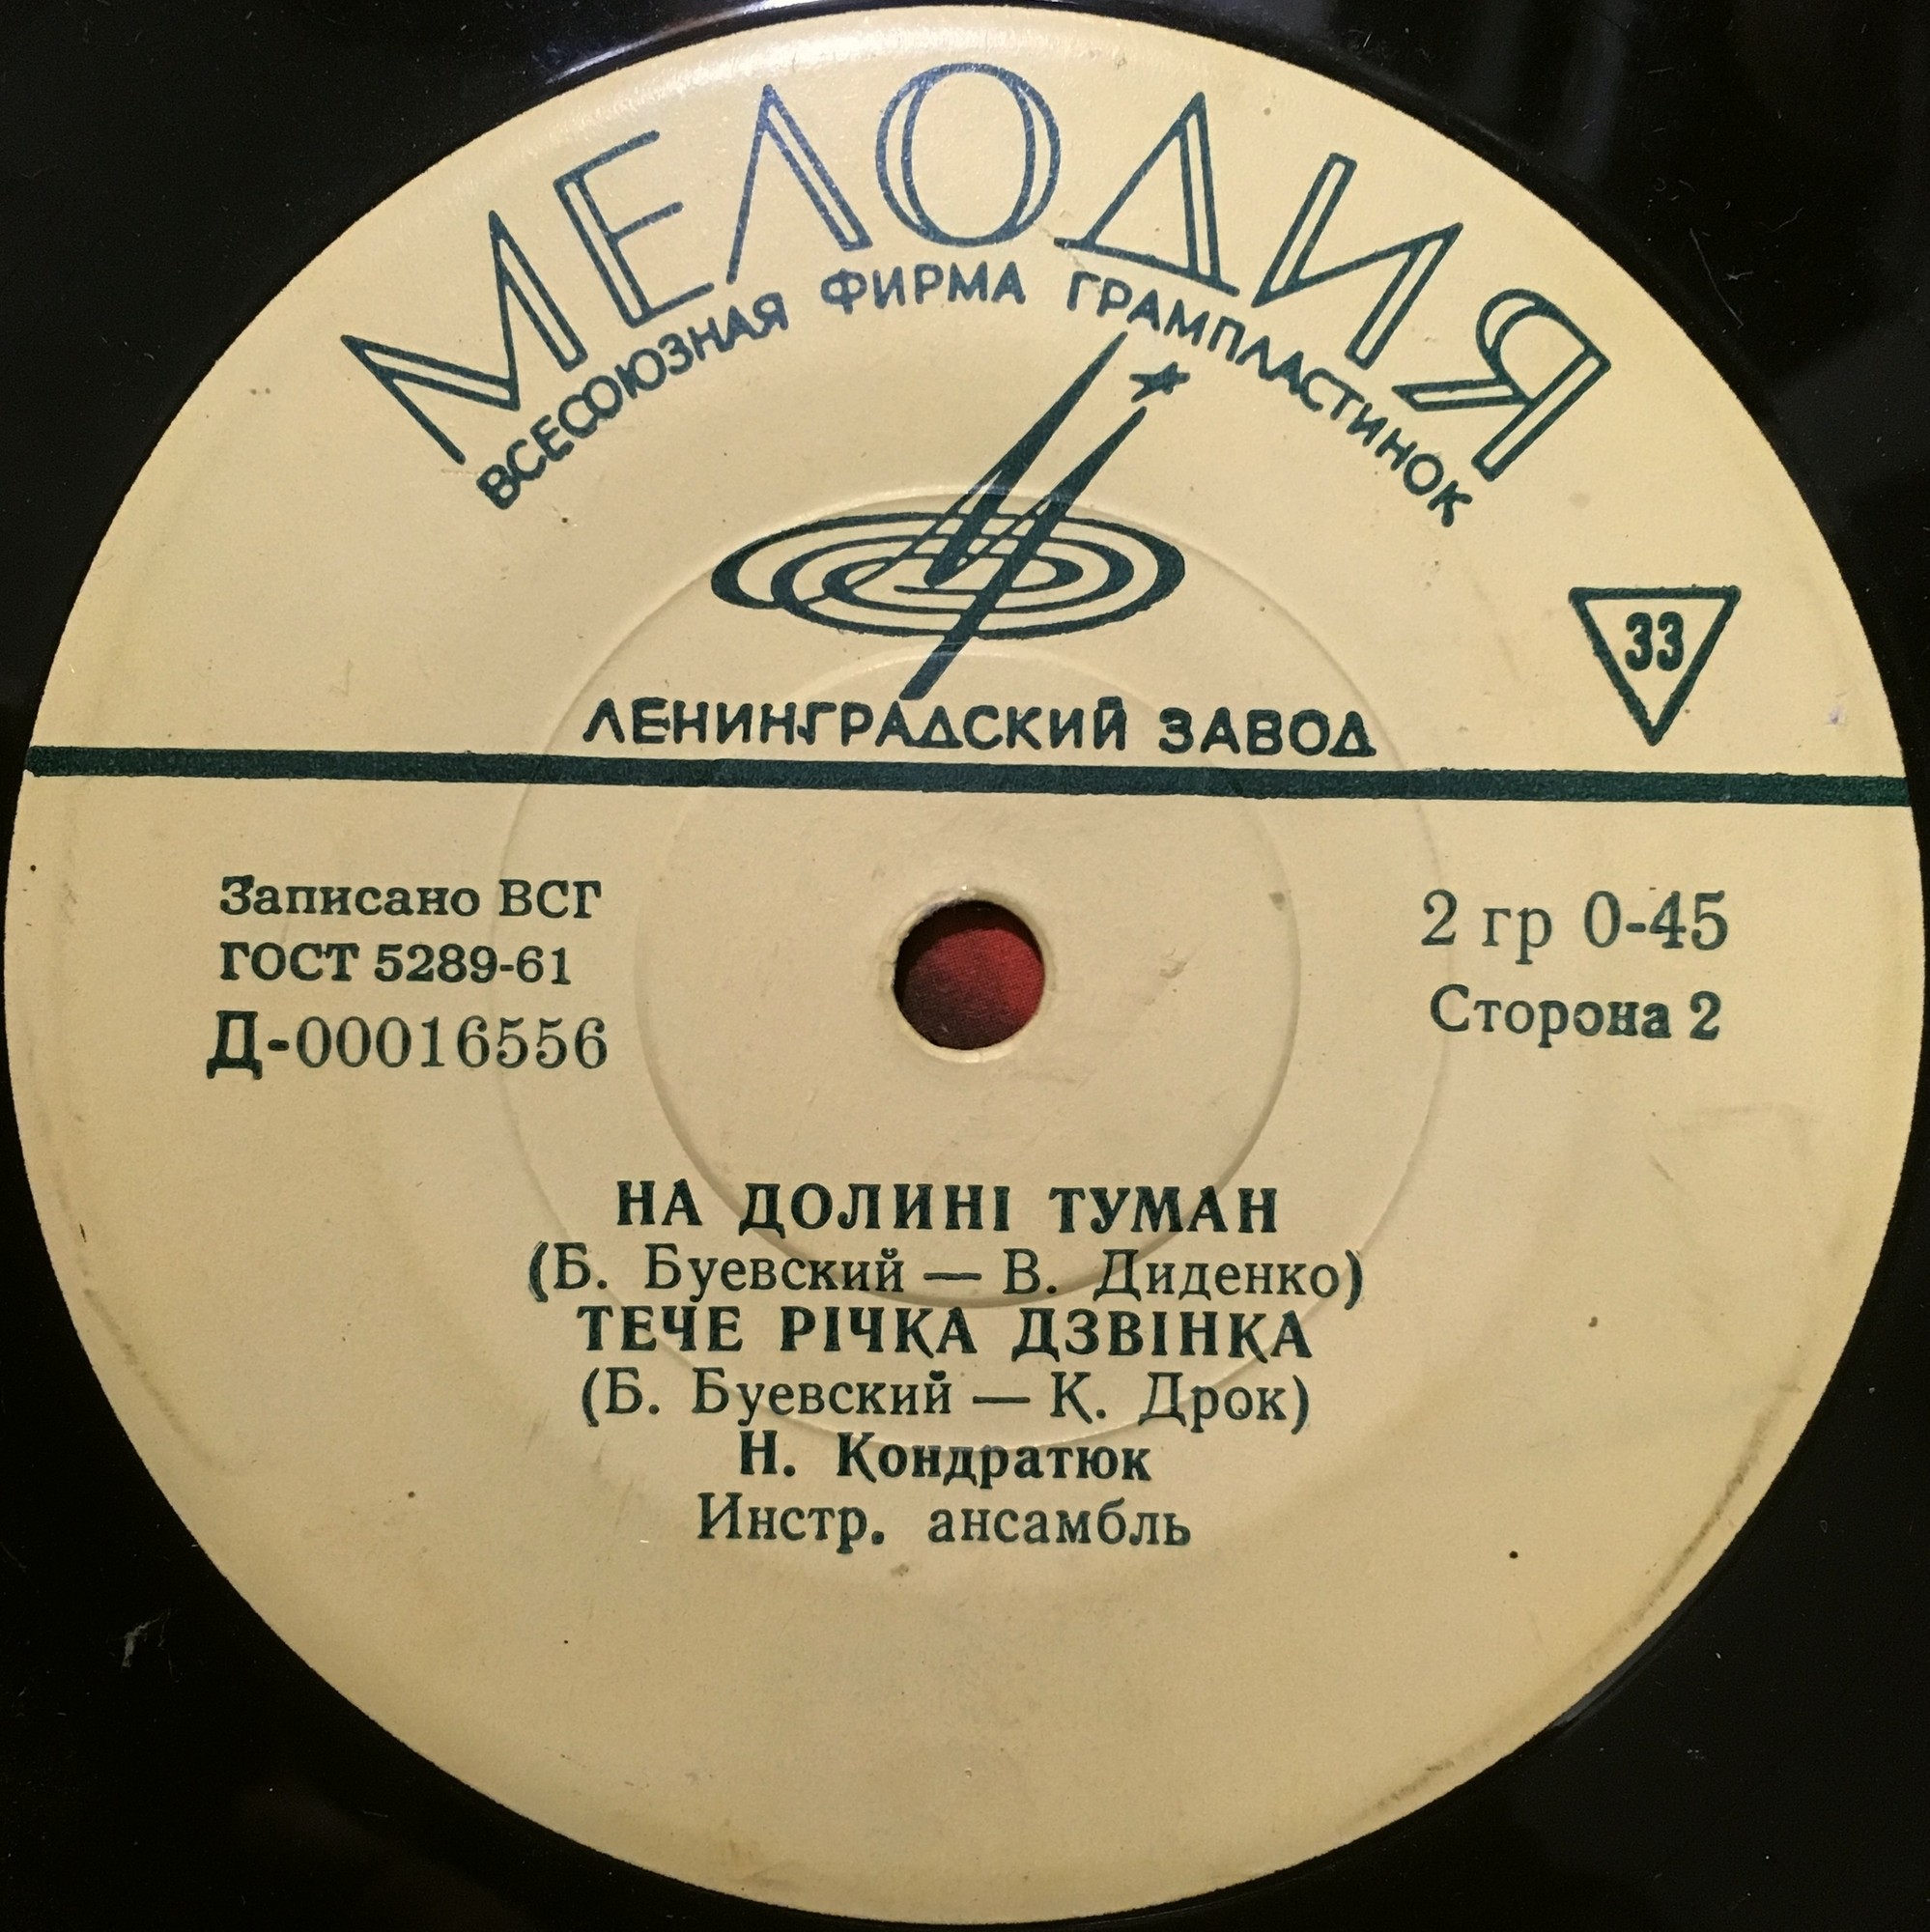 МЕЛОДИЯ
ВСЕСОЮЗНАЯ ФИРМА ГРАМПЛАСТИНОК
33
ЛЕНИНГРАДСКИЙ ЗАВОД
Записано ВСГ
ГОСТ 5289-61
Д-00016556
2 гр 0-45
Сторона 2
НА ДОЛИНІ ТУМАН
(Б. Буевский — В. Диденко)
ТЕЧЕ РІЧКА ДЗВІНКА
(Б. Буевский — К. Дрок)
Н. Кондратюк
Инстр. ансамбль